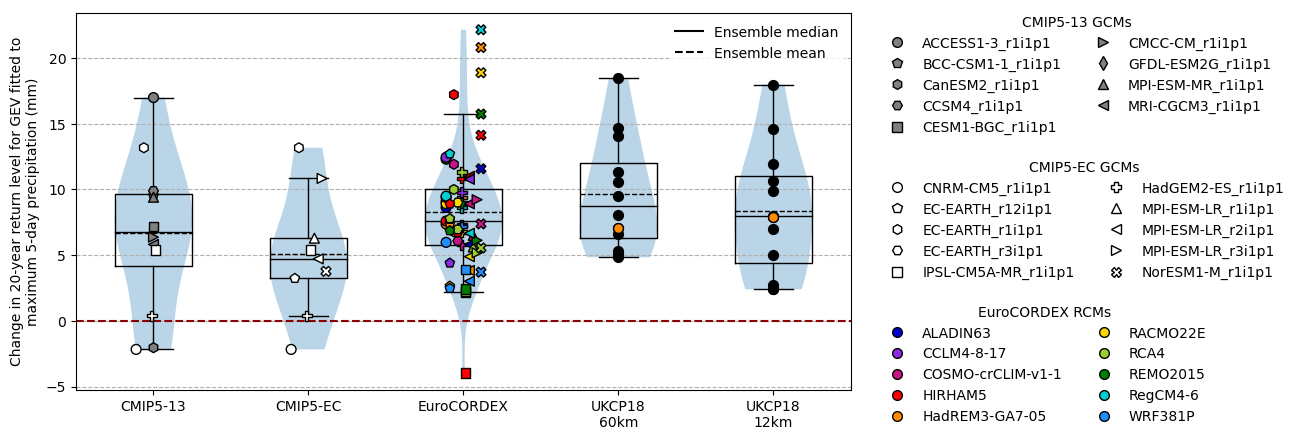 Change in 20-year return level for GEV fitted to
maximum 5-day precipitation (mm)
20
15
10
5
0
−5
Ensemble median
Ensemble mean
CMIP5-13
CMIP5-EC
EuroCORDEX
UKCP18
60km
UKCP18
12km
CMIP5-13 GCMs
ACCESS1-3_r1i1p1
BCC-CSM1-1_r1i1p1
CanESM2_r1i1p1
CCSM4_r1i1p1
CESM1-BGC_r1i1p1
CMCC-CM_r1i1p1
GFDL-ESM2G_r1i1p1
MPI-ESM-MR_r1i1p1
MRI-CGCM3_r1i1p1
CMIP5-EC GCMs
CNRM-CM5_r1i1p1
EC-EARTH_r12i1p1
EC-EARTH_r1i1p1
EC-EARTH_r3i1p1
IPSL-CM5A-MR_r1i1p1
HadGEM2-ES_r1i1p1
MPI-ESM-LR_r1i1p1
MPI-ESM-LR_r2i1p1
MPI-ESM-LR_r3i1p1
NorESM1-M_r1i1p1
EuroCORDEX RCMs
ALADIN63
CCLM4-8-17
COSMO-crCLIM-v1-1
HIRHAM5
HadREM3-GA7-05
RACMO22E
RCA4
REMO2015
RegCM4-6
WRF381P